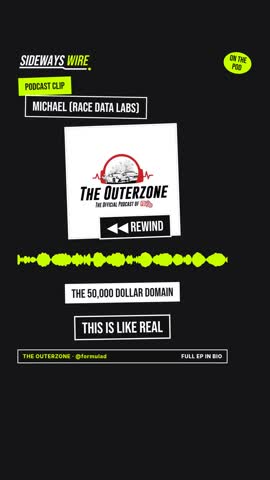 SIDEWAYS WIRE.
ON THE
POD
PODCAST CLIP
MICHAEL (RACE DATA LABS)
THE OUTERZONE
THE OFFICIAL PODCAST OF
REWIND
THE 50,000 DOLLAR DOMAIN
THIS IS LIKE REAL
THE OUTERZONE · @formulad
FULL EP IN BIO